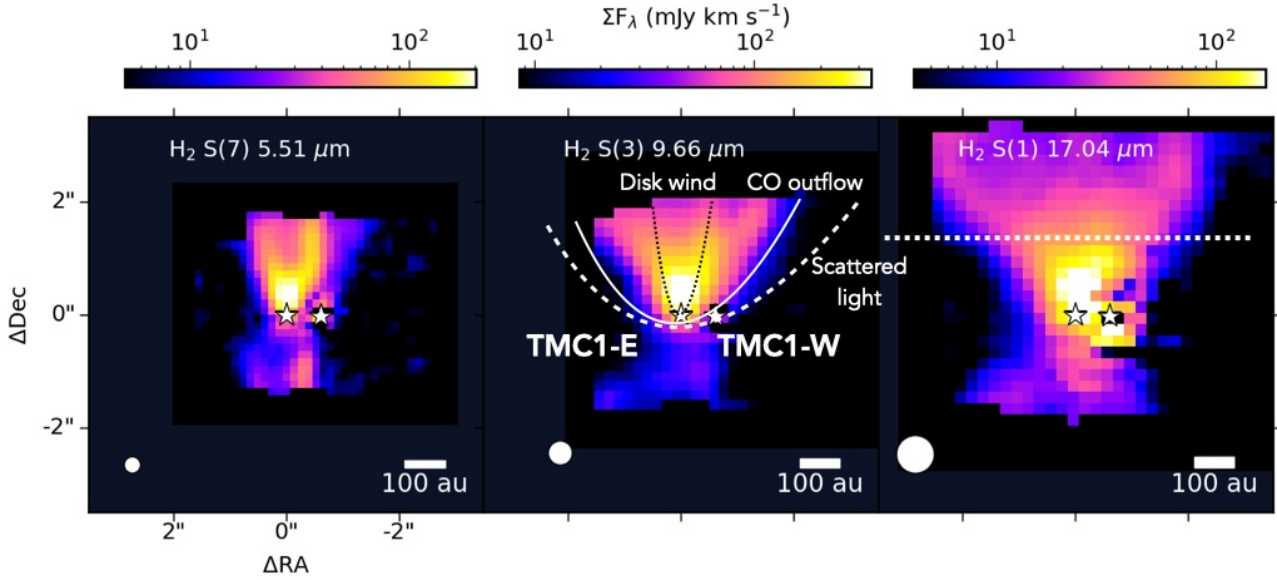 ΣF_λ (mJy km s⁻¹)
10¹ 10² 10¹ 10² 10¹ 10²
H₂ S(7) 5.51 μm
H₂ S(3) 9.66 μm
H₂ S(1) 17.04 μm
Disk wind
CO outflow
Scattered
light
TMC1-E
TMC1-W
ΔDec
2"
0"
-2"
100 au
100 au
100 au
2" 0" -2"
ΔRA